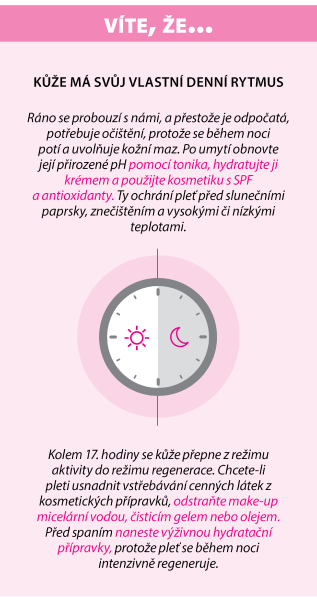 VÍTE, ŽE...
KŮŽE MÁ SVŮJ VLASTNÍ DENNÍ RYTMUS
Ráno se probouzí s námi, a přestože je odpočatá,
potřebuje očištění, protože se během noci
potí a uvolňuje kožní maz. Po umytí obnovte
její přirozené pH pomocí tonika, hydratujte ji
krémem a použijte kosmetiku s SPF
a antioxidanty. Ty ochrání pleť před slunečními
paprsky, znečištěním a vysokými či nízkými
teplotami.
Kolem 17. hodiny se kůže přepne z režimu
aktivity do režimu regenerace. Chcete-li
pleti usnadnit vstřebávání cenných látek z
kosmetických přípravků, odstraňte make-up
micelární vodou, čisticím gelem nebo olejem.
Před spaním naneste výživnou hydratační
přípravky, protože pleť se během noci
intenzivně regeneruje.